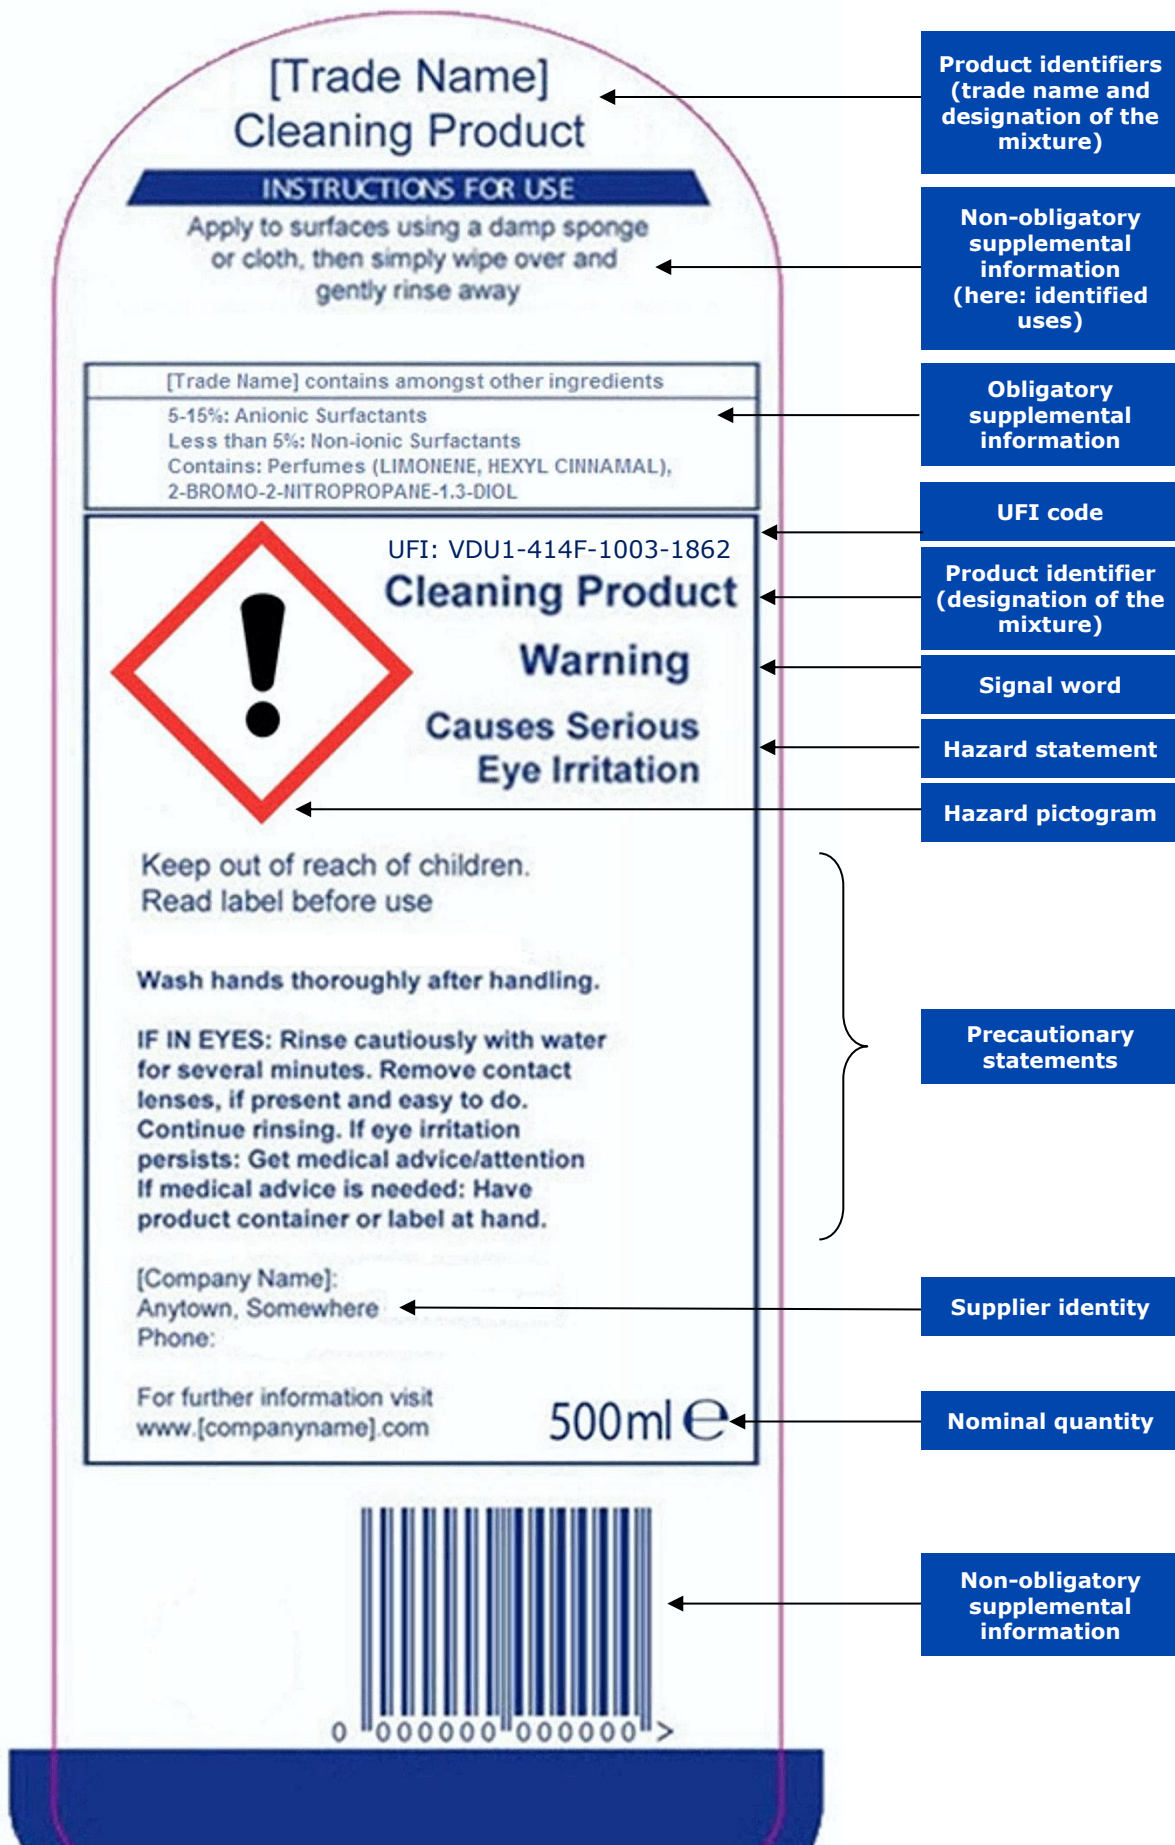 [Trade Name]
Cleaning Product
INSTRUCTIONS FOR USE
Apply to surfaces using a damp sponge
or cloth, then simply wipe over and
gently rinse away
[Trade Name] contains amongst other ingredients
5-15%: Anionic Surfactants
Less than 5%: Non-ionic Surfactants
Contains: Perfumes (LIMONENE, HEXYL CINNAMAL),
2-BROMO-2-NITROPROPANE-1.3-DIOL
UFI: VDU1-414F-1003-1862
Cleaning Product
Warning
Causes Serious
Eye Irritation
Keep out of reach of children.
Read label before use
Wash hands thoroughly after handling.
IF IN EYES: Rinse cautiously with water
for several minutes. Remove contact
lenses, if present and easy to do.
Continue rinsing. If eye irritation
persists: Get medical advice/attention
If medical advice is needed: Have
product container or label at hand.
[Company Name]:
Anytown, Somewhere
Phone:
For further information visit
www.[companyname].com
500ml ℮
0 000000 000000 >
Product identifiers
(trade name and
designation of the
mixture)
Non-obligatory
supplemental
information
(here: identified
uses)
Obligatory
supplemental
information
UFI code
Product identifier
(designation of the
mixture)
Signal word
Hazard statement
Hazard pictogram
Precautionary
statements
Supplier identity
Nominal quantity
Non-obligatory
supplemental
information